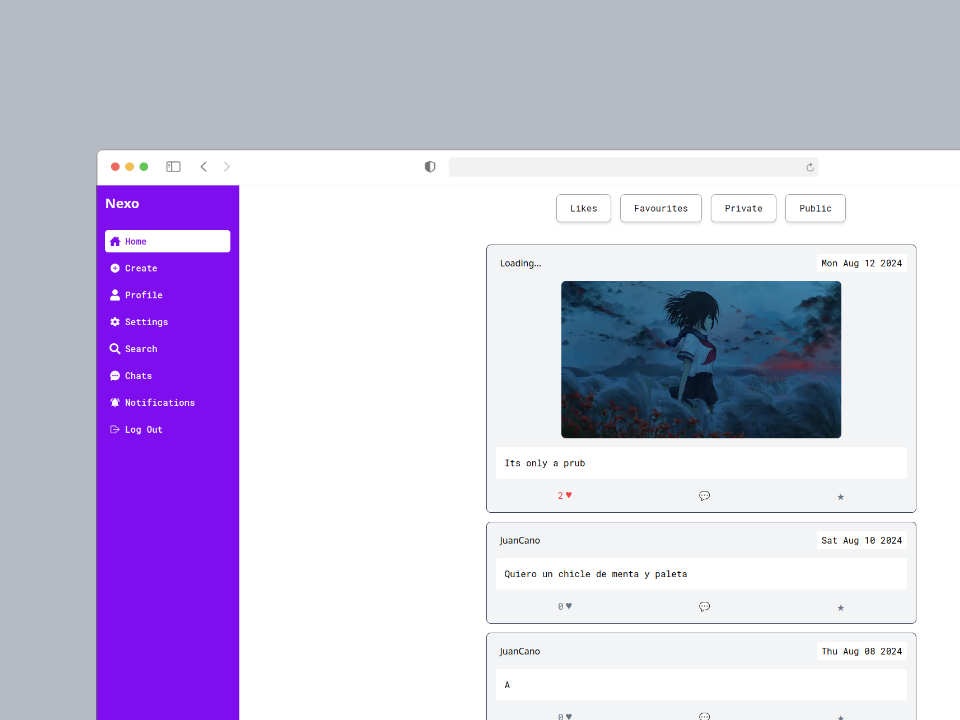 Nexo
Home
Create
Profile
Settings
Search
Chats
Notifications
Log Out
Likes Favourites Private Public
Loading... Mon Aug 12 2024
Its only a prub
2
JuanCano Sat Aug 10 2024
Quiero un chicle de menta y paleta
0
JuanCano Thu Aug 08 2024
A
0